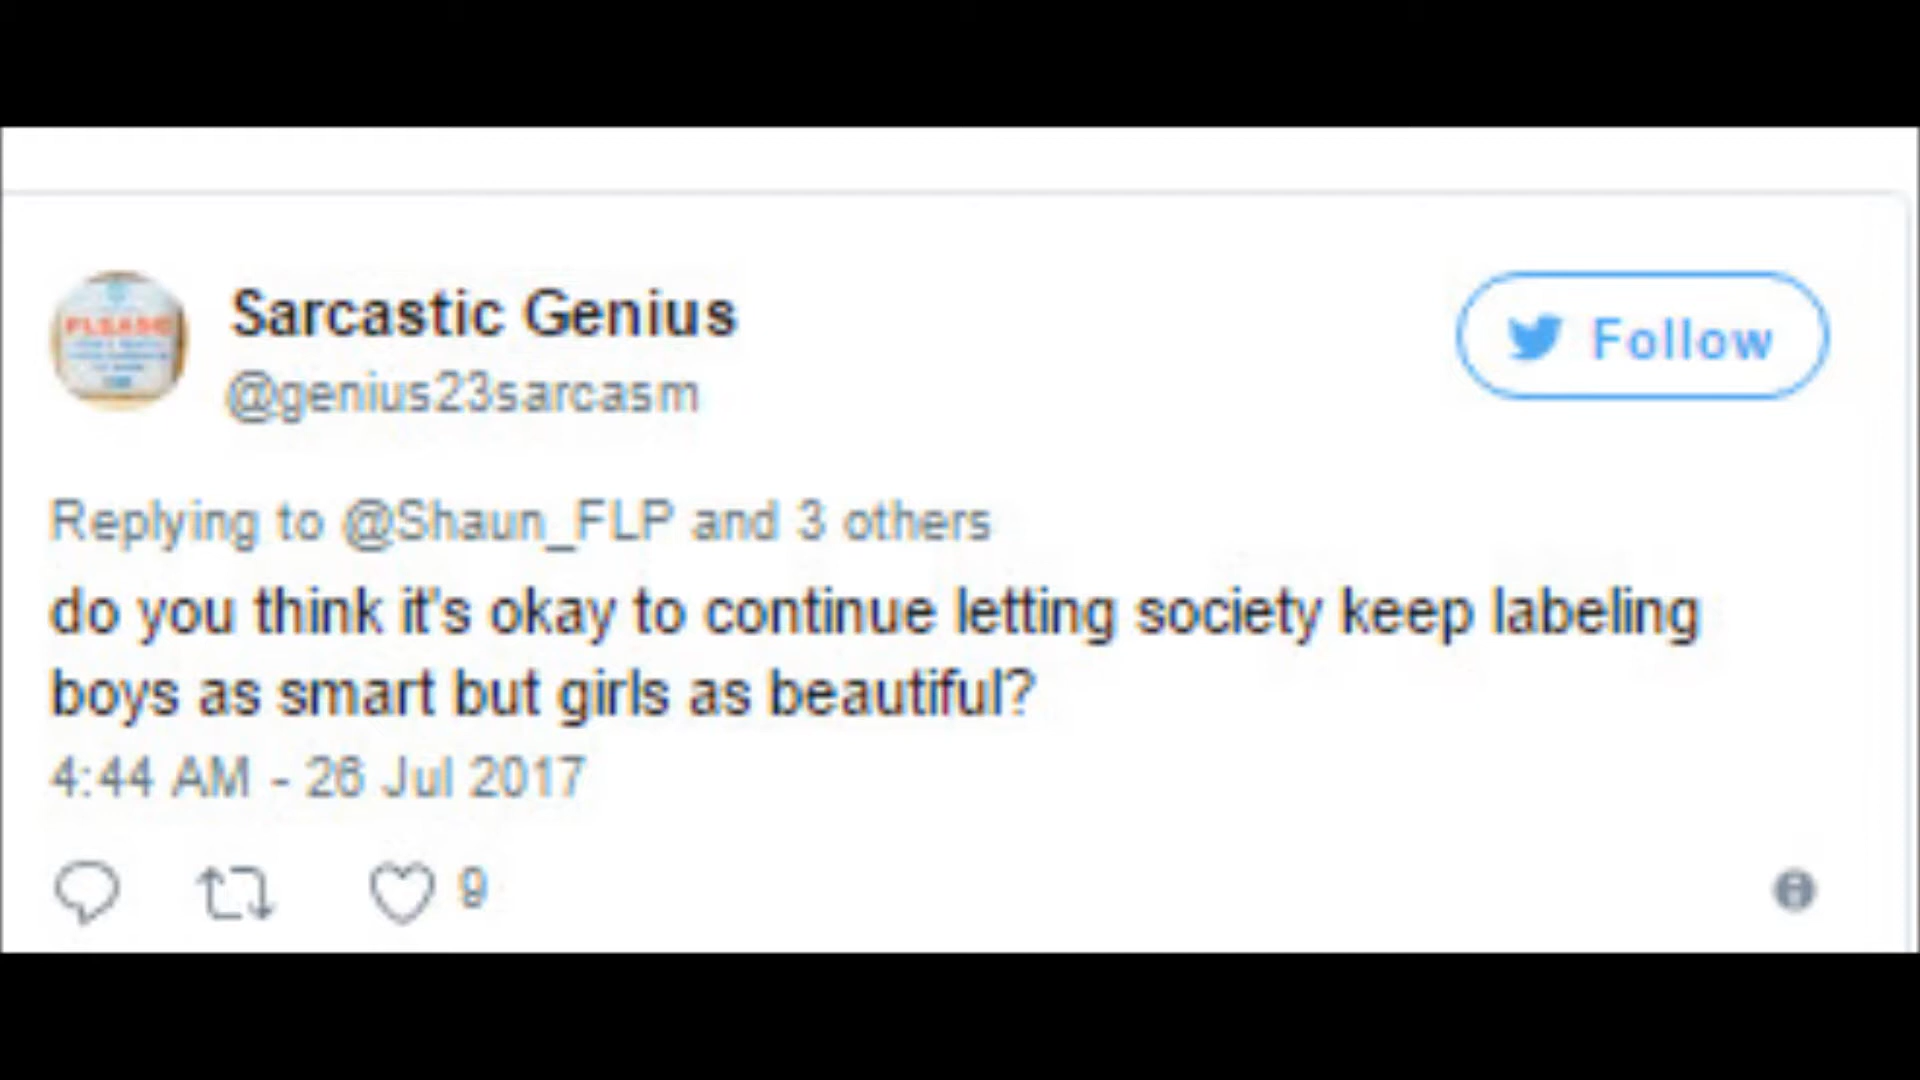 PLEASE
Sarcastic Genius
@genius23sarcasm
Follow
Replying to @Shaun_FLP and 3 others
do you think it's okay to continue letting society keep labeling
boys as smart but girls as beautiful?
4:44 AM - 26 Jul 2017
9